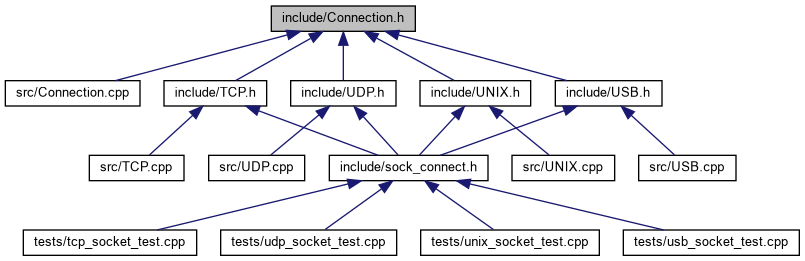 include/Connection.h
src/Connection.cpp
include/TCP.h
include/UDP.h
include/UNIX.h
include/USB.h
src/TCP.cpp
src/UDP.cpp
include/sock_connect.h
src/UNIX.cpp
src/USB.cpp
tests/tcp_socket_test.cpp
tests/udp_socket_test.cpp
tests/unix_socket_test.cpp
tests/usb_socket_test.cpp